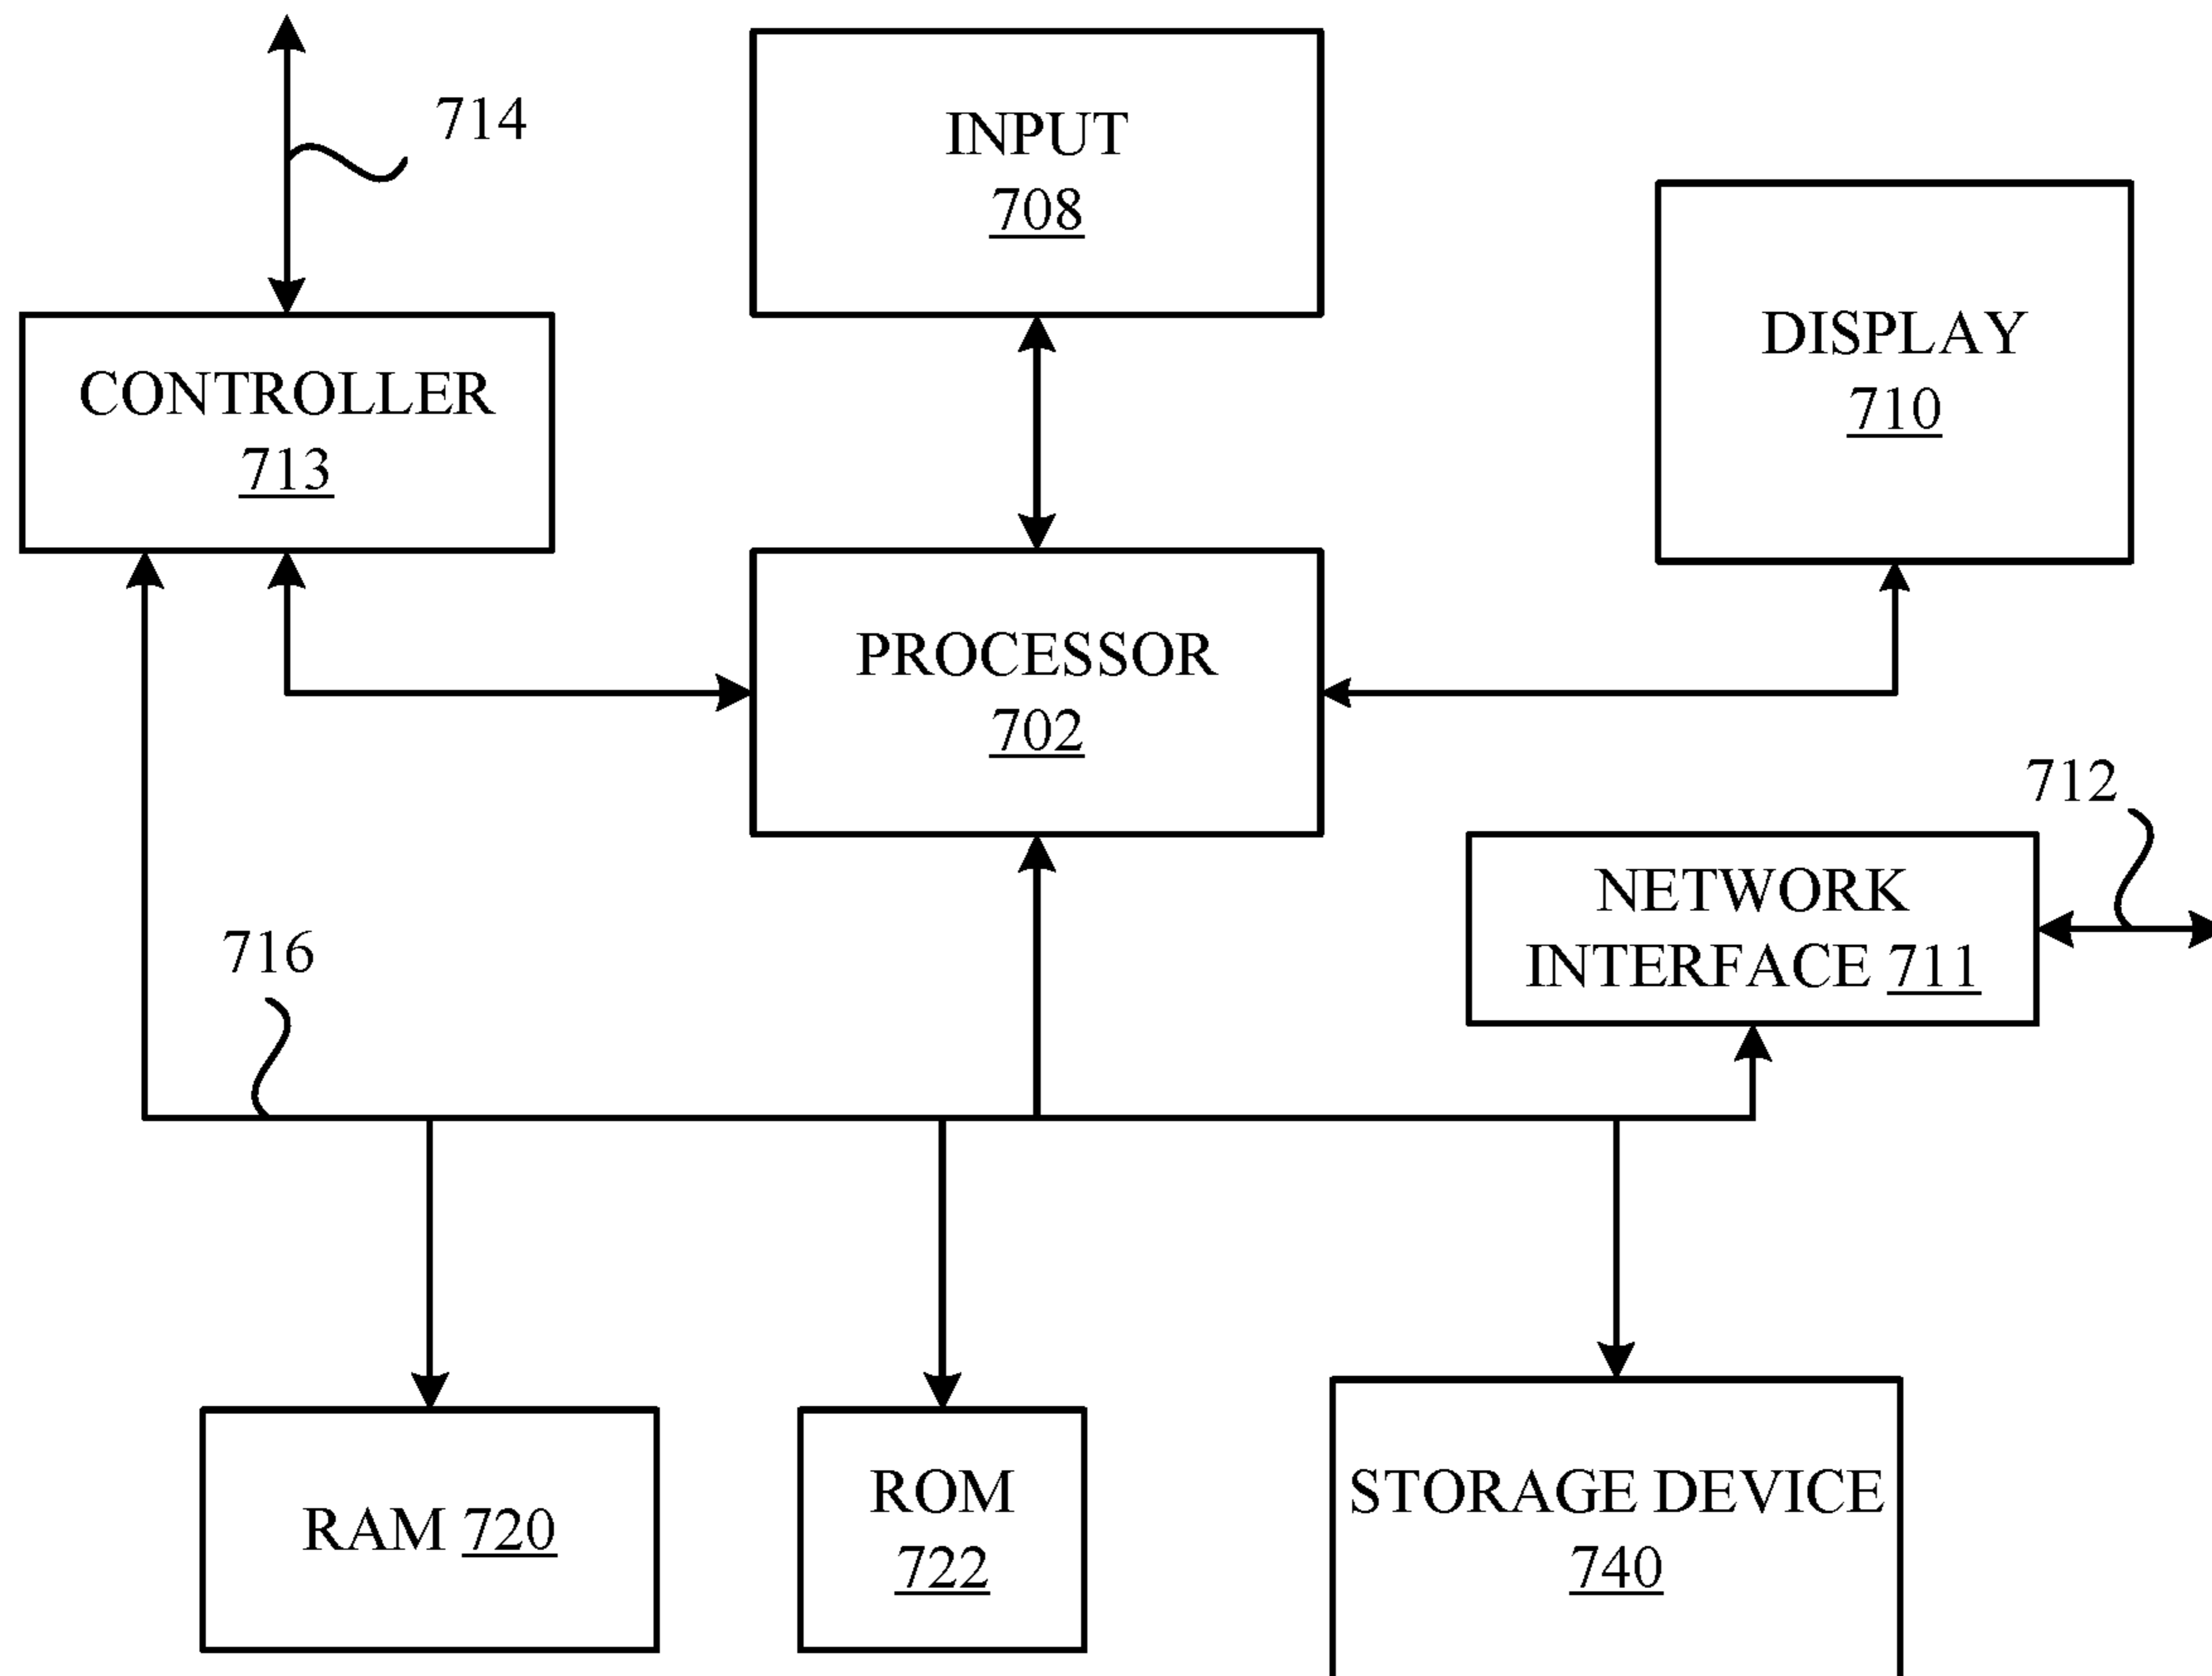 714
INPUT
708
DISPLAY
710
CONTROLLER
713
PROCESSOR
702
712
NETWORK
INTERFACE 711
716
RAM 720
ROM
722
STORAGE DEVICE
740